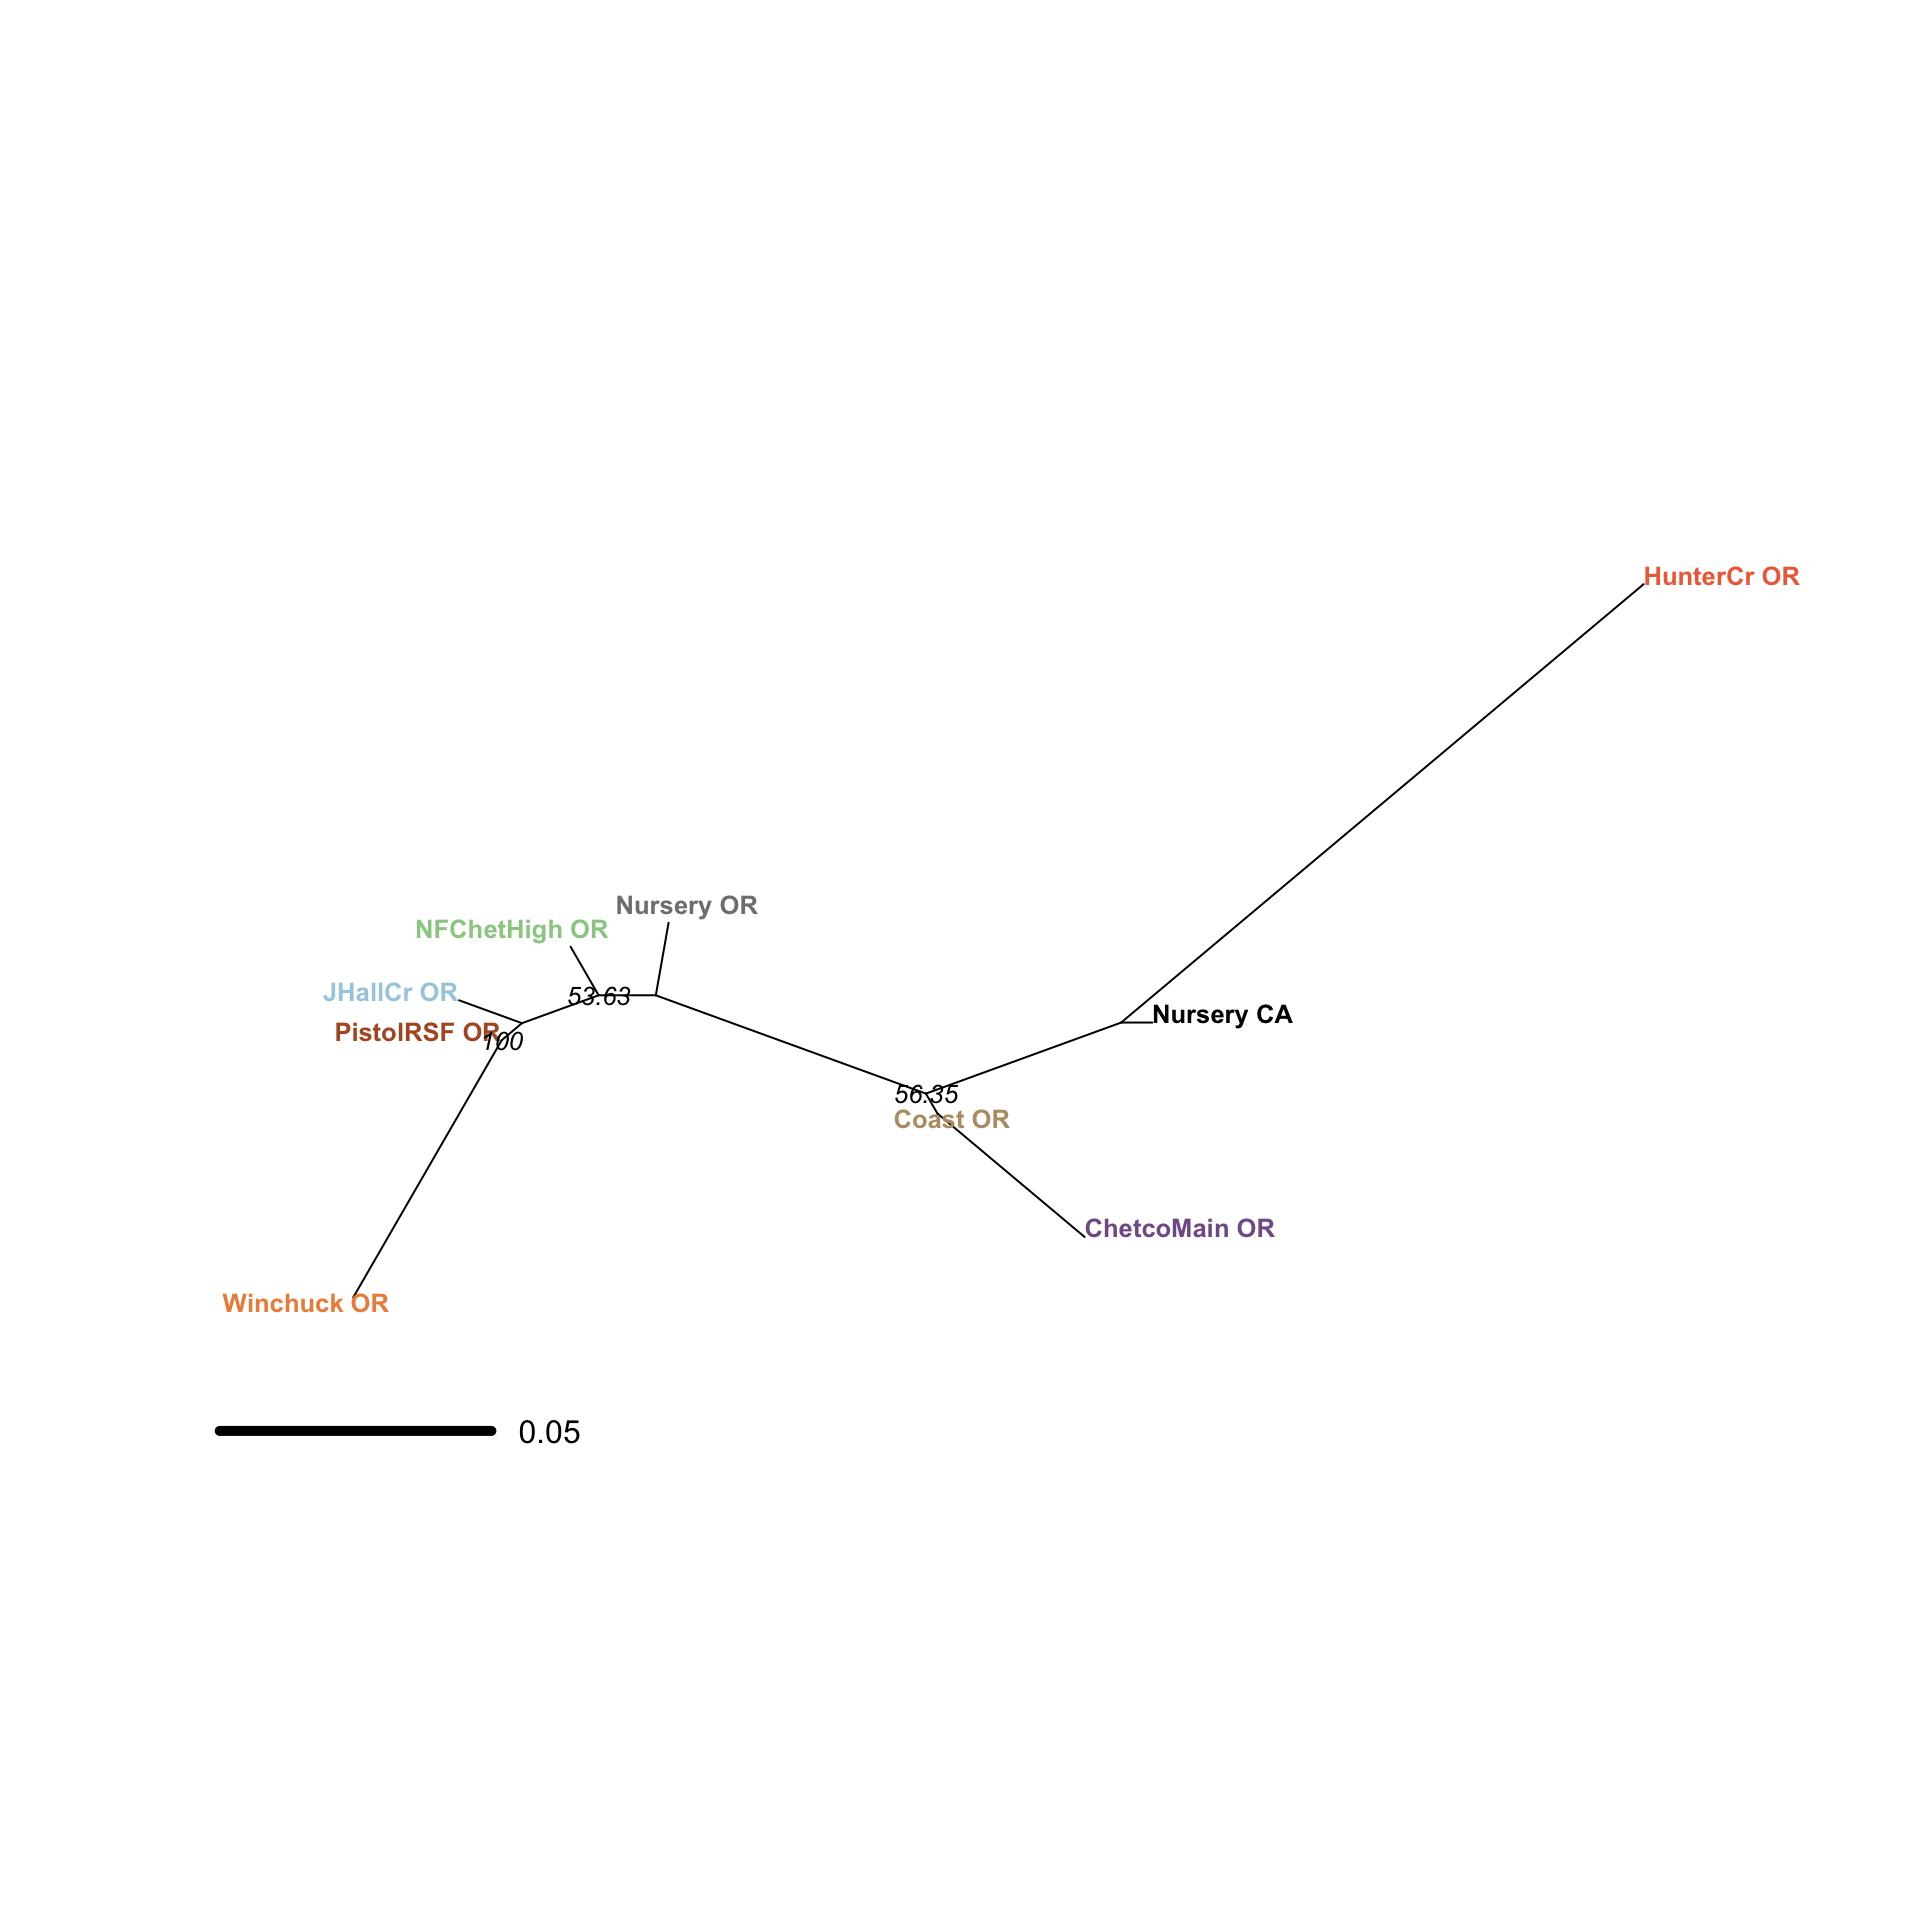 HunterCr OR
Nursery OR
NFChetHigh OR
JHallCr OR
53.63
Nursery CA
PistolRSF OR
100
56.35
Coast OR
ChetcoMain OR
Winchuck OR
0.05